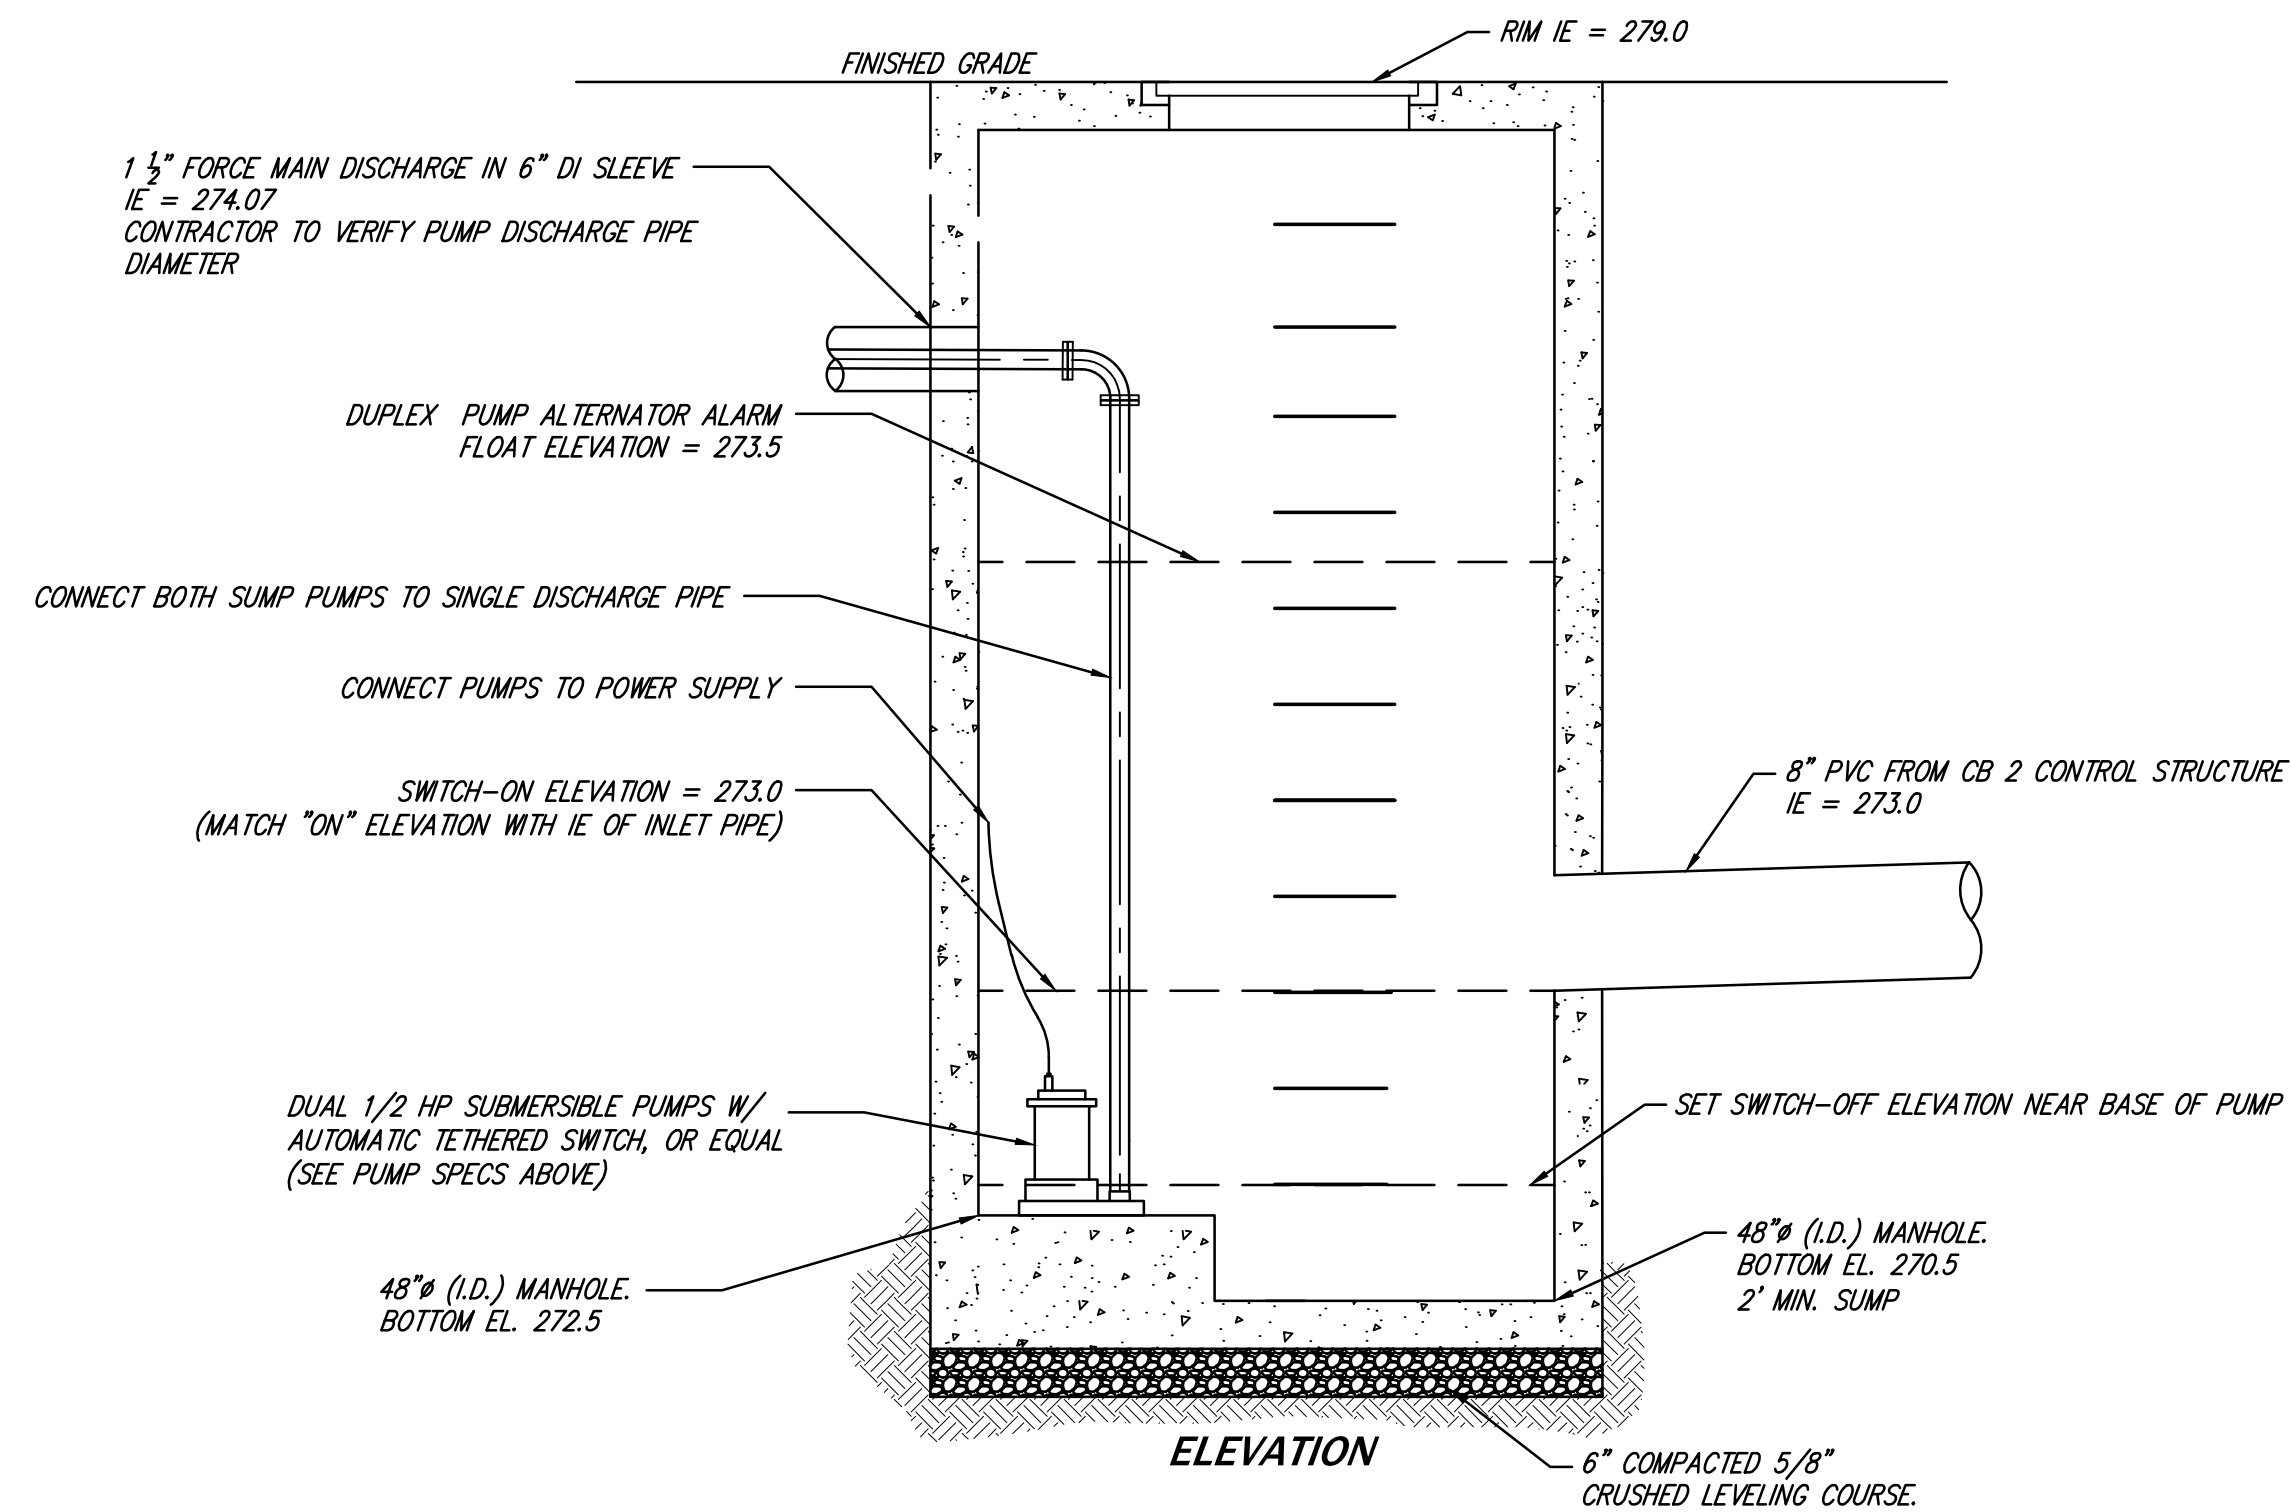 RIM IE = 279.0
FINISHED GRADE
1 1/2" FORCE MAIN DISCHARGE IN 6" DI SLEEVE
IE = 274.07
CONTRACTOR TO VERIFY PUMP DISCHARGE PIPE
DIAMETER
DUPLEX PUMP ALTERNATOR ALARM
FLOAT ELEVATION = 273.5
CONNECT BOTH SUMP PUMPS TO SINGLE DISCHARGE PIPE
CONNECT PUMPS TO POWER SUPPLY
SWITCH-ON ELEVATION = 273.0
(MATCH "ON" ELEVATION WITH IE OF INLET PIPE)
8" PVC FROM CB 2 CONTROL STRUCTURE
IE = 273.0
DUAL 1/2 HP SUBMERSIBLE PUMPS W/
AUTOMATIC TETHERED SWITCH, OR EQUAL
(SEE PUMP SPECS ABOVE)
SET SWITCH-OFF ELEVATION NEAR BASE OF PUMP
48"ø (I.D.) MANHOLE.
BOTTOM EL. 272.5
48"ø (I.D.) MANHOLE.
BOTTOM EL. 270.5
2' MIN. SUMP
ELEVATION
6" COMPACTED 5/8"
CRUSHED LEVELING COURSE.